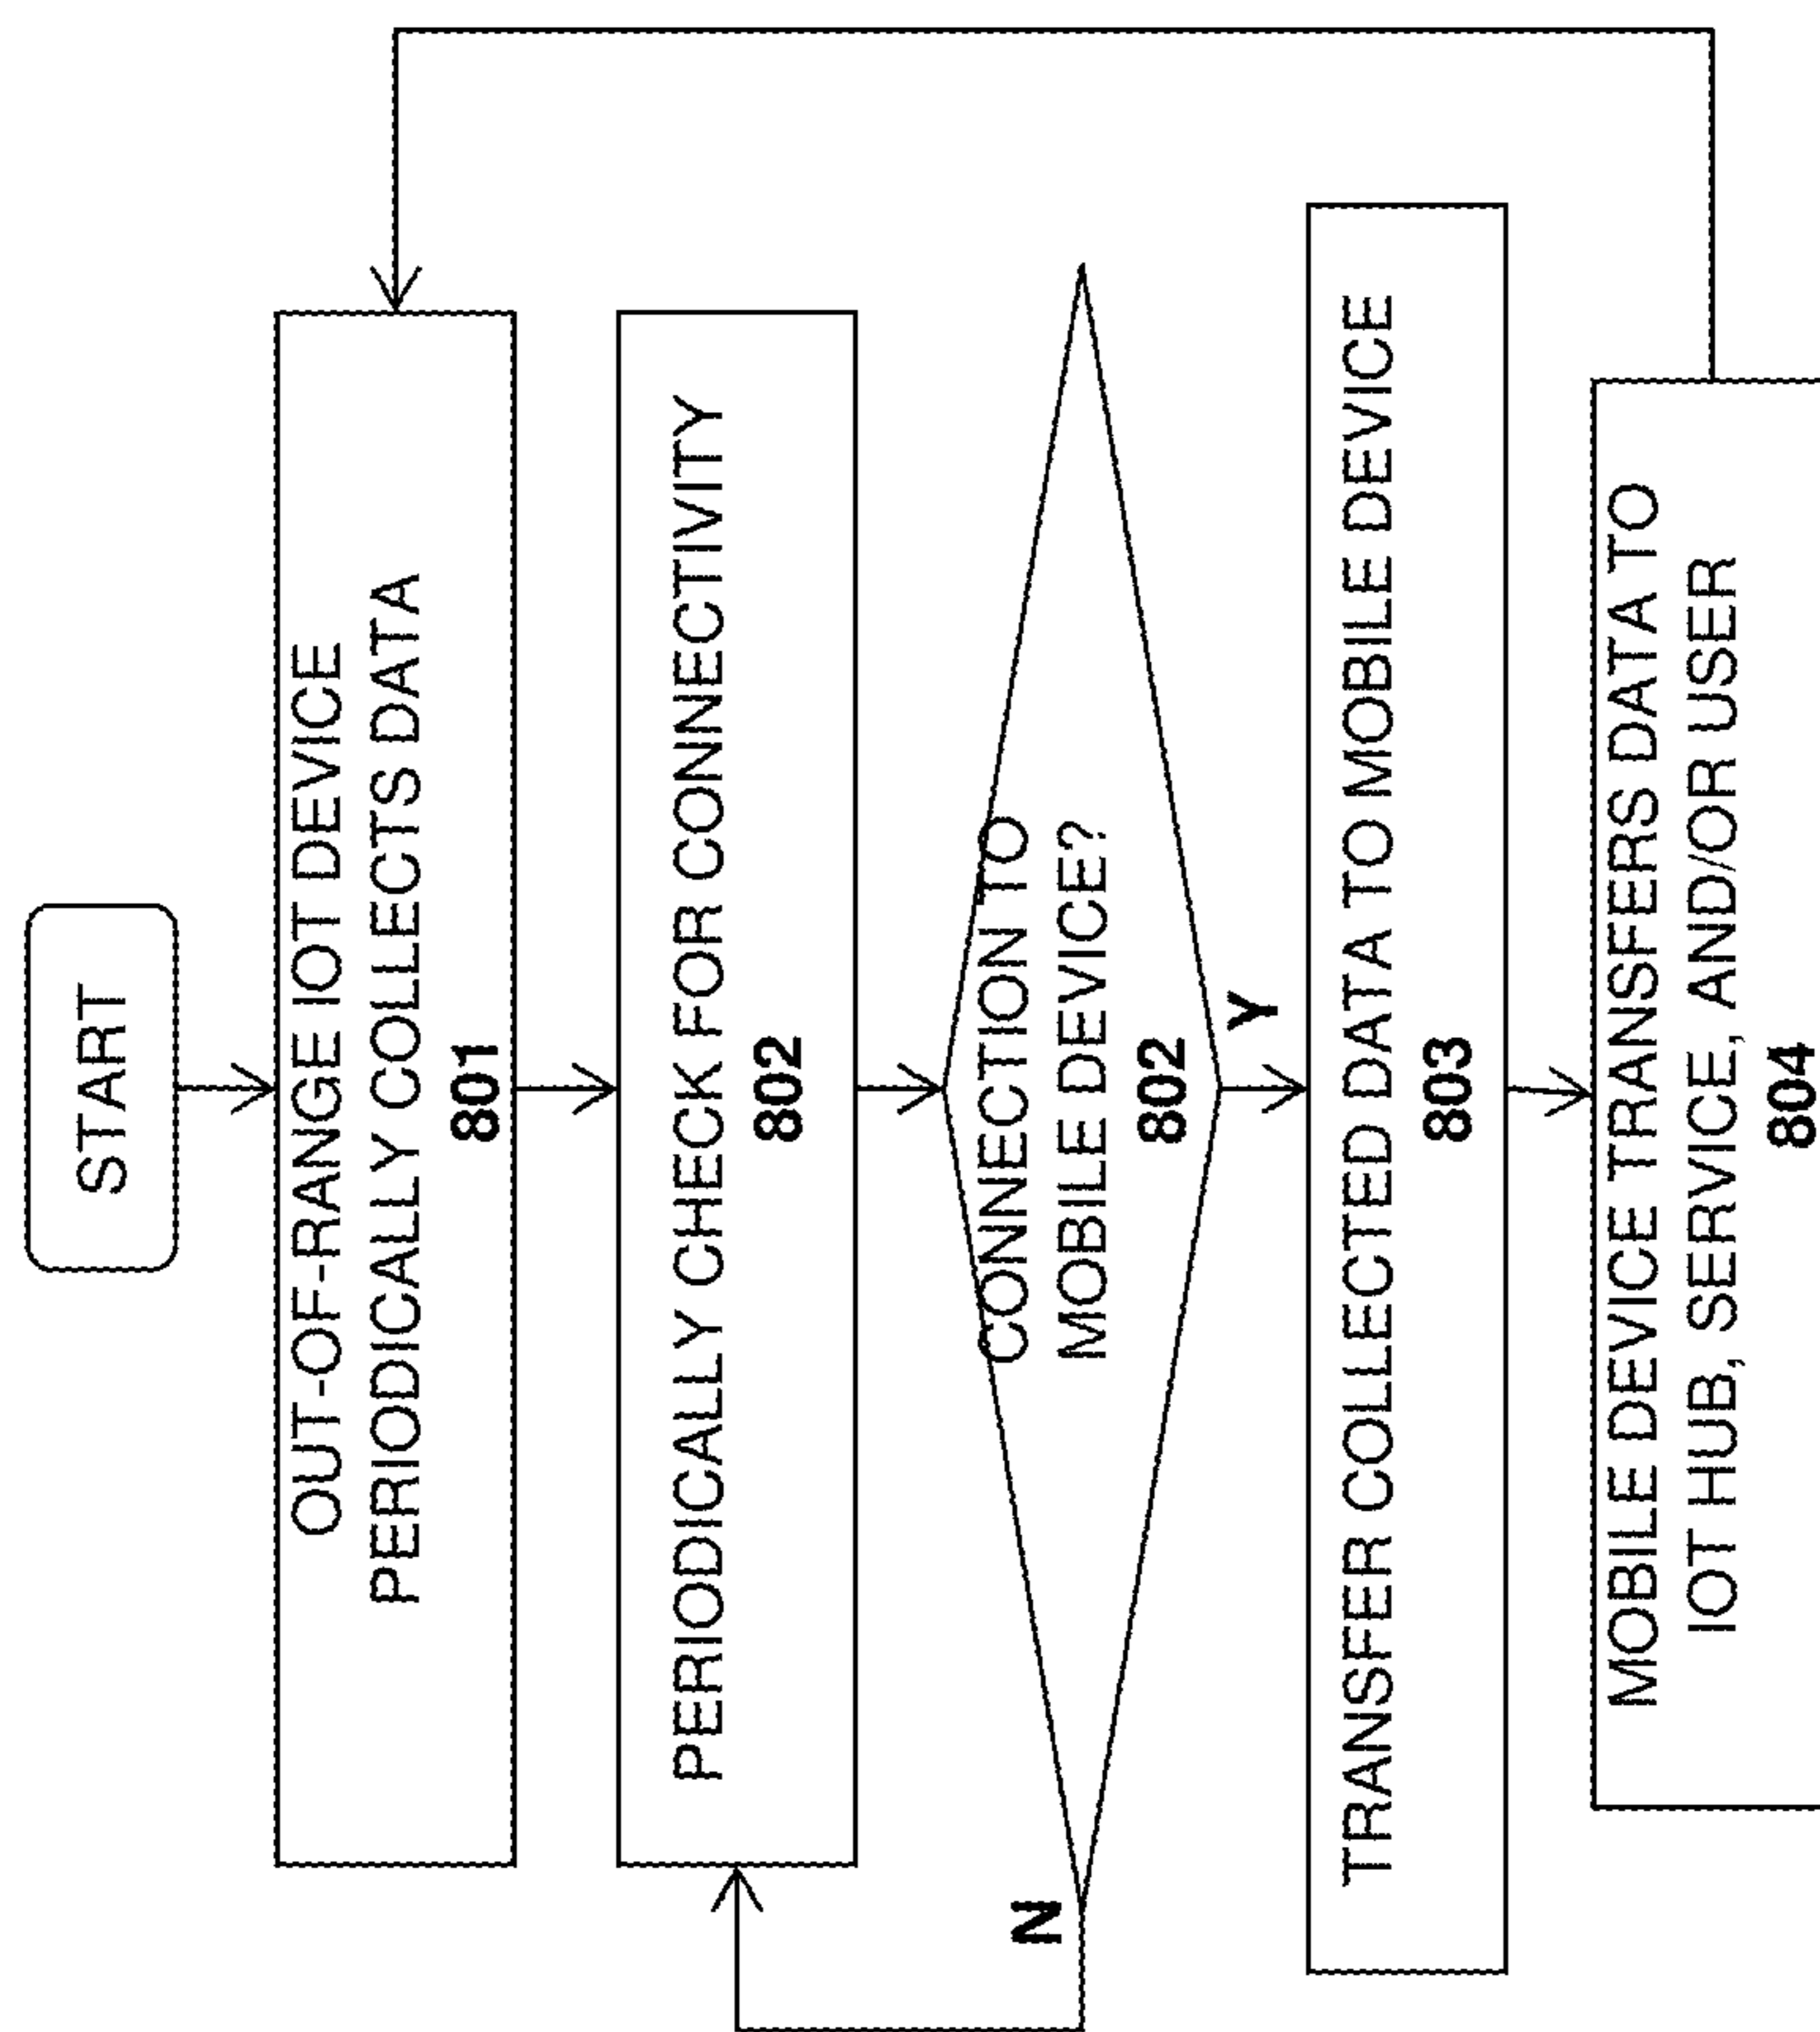 START
OUT-OF-RANGE IOT DEVICE
PERIODICALLY COLLECTS DATA
801
PERIODICALLY CHECK FOR CONNECTIVITY
802
CONNECTION TO
MOBILE DEVICE?
802
N
Y
TRANSFER COLLECTED DATA TO MOBILE DEVICE
803
MOBILE DEVICE TRANSFERS DATA TO
IOT HUB, SERVICE, AND/OR USER
804